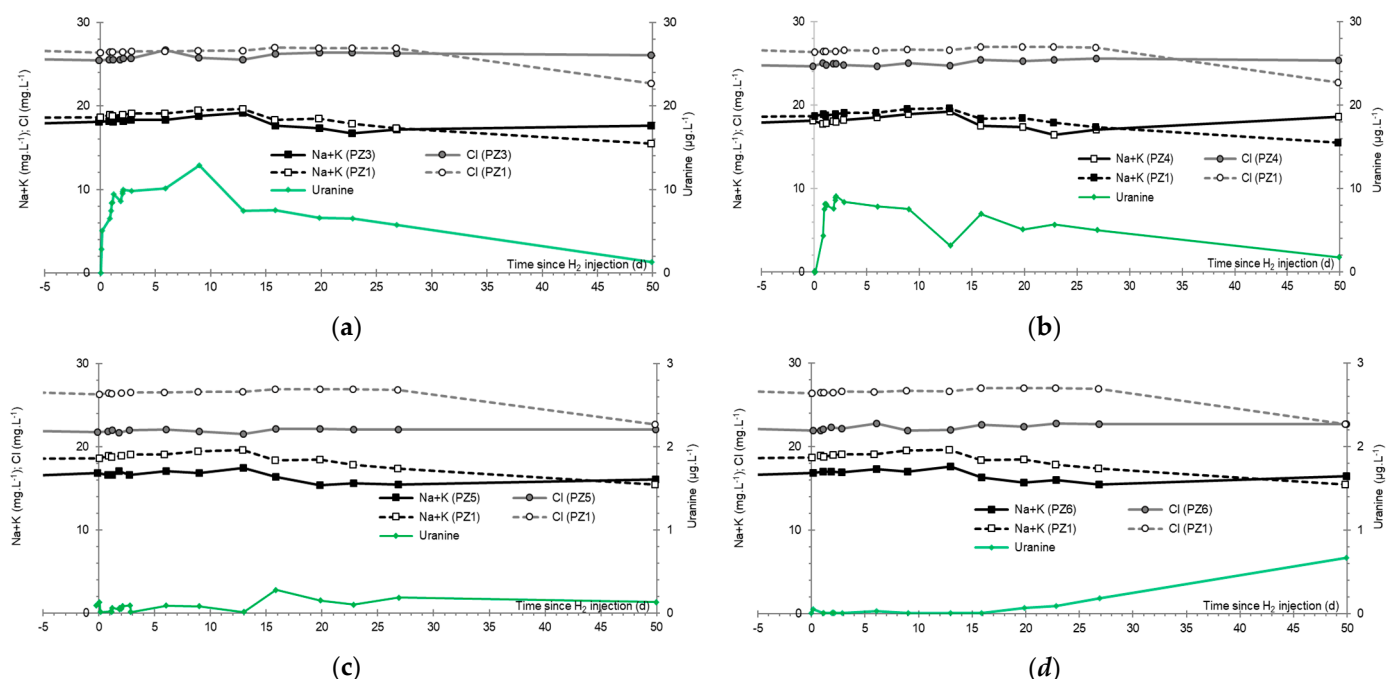 30
30
20
20
10
10
0
0
-5 0 5 10 15 20 25 30 35 40 45 50
Na+K (mg.L-1); Cl (mg.L-1)
Uranine (µg.L-1)
Time since H2 injection (d)
Na+K (PZ3) Cl (PZ3)
Na+K (PZ1) Cl (PZ1)
Uranine
(a)
30
30
20
20
10
10
0
0
-5 0 5 10 15 20 25 30 35 40 45 50
Na+K (mg.L-1); Cl (mg.L-1)
Uranine (µg.L-1)
Time since H2 injection (d)
Na+K (PZ4) Cl (PZ4)
Na+K (PZ1) Cl (PZ1)
Uranine
(b)
30
3
20
2
10
1
0
0
-5 0 5 10 15 20 25 30 35 40 45 50
Na+K (mg.L-1); Cl (mg.L-1)
Uranine (µg.L-1)
Time since H2 injection (d)
Na+K (PZ5) Cl (PZ5)
Na+K (PZ1) Cl (PZ1)
Uranine
(c)
30
3
20
2
10
1
0
0
-5 0 5 10 15 20 25 30 35 40 45 50
Na+K (mg.L-1); Cl (mg.L-1)
Uranine (µg.L-1)
Time since H2 injection (d)
Na+K (PZ6) Cl (PZ6)
Na+K (PZ1) Cl (PZ1)
Uranine
(d)